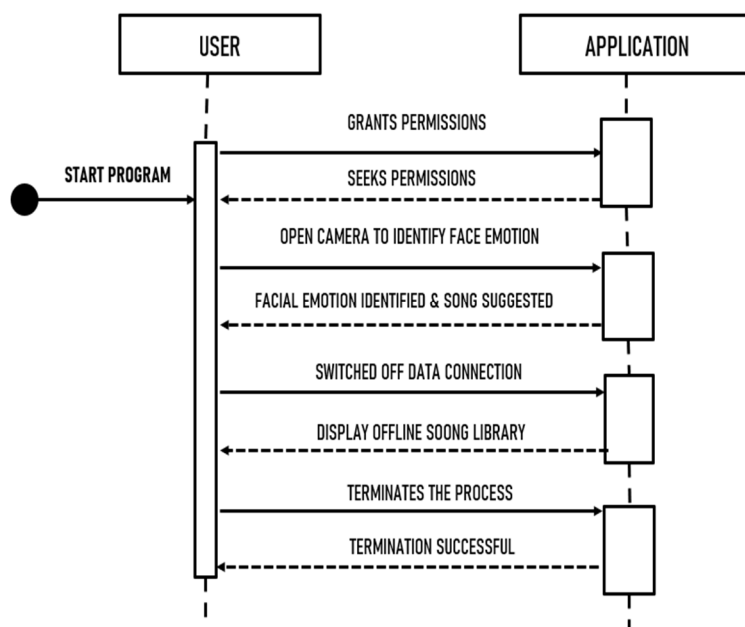 USER
APPLICATION
GRANTS PERMISSIONS
START PROGRAM
SEEKS PERMISSIONS
OPEN CAMERA TO IDENTIFY FACE EMOTION
FACIAL EMOTION IDENTIFIED & SONG SUGGESTED
SWITCHED OFF DATA CONNECTION
DISPLAY OFFLINE SOONG LIBRARY
TERMINATES THE PROCESS
TERMINATION SUCCESSFUL